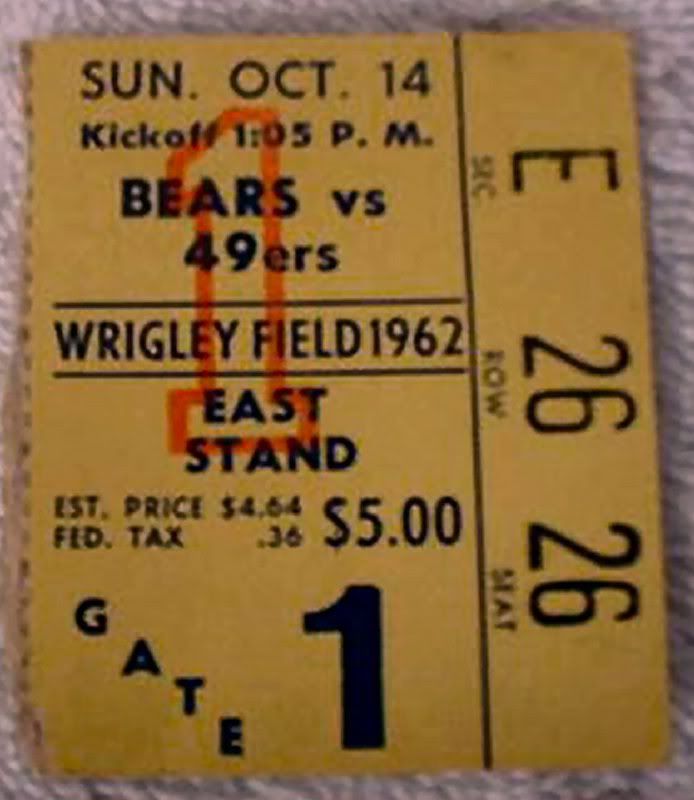 SUN. OCT. 14
Kickoff 1:05 P. M.
BEARS vs
49ers
WRIGLEY FIELD 1962
EAST
STAND
EST. PRICE $4.64
FED. TAX .36
$5.00
GATE
1
1
SEC E
ROW 26
SEAT 26